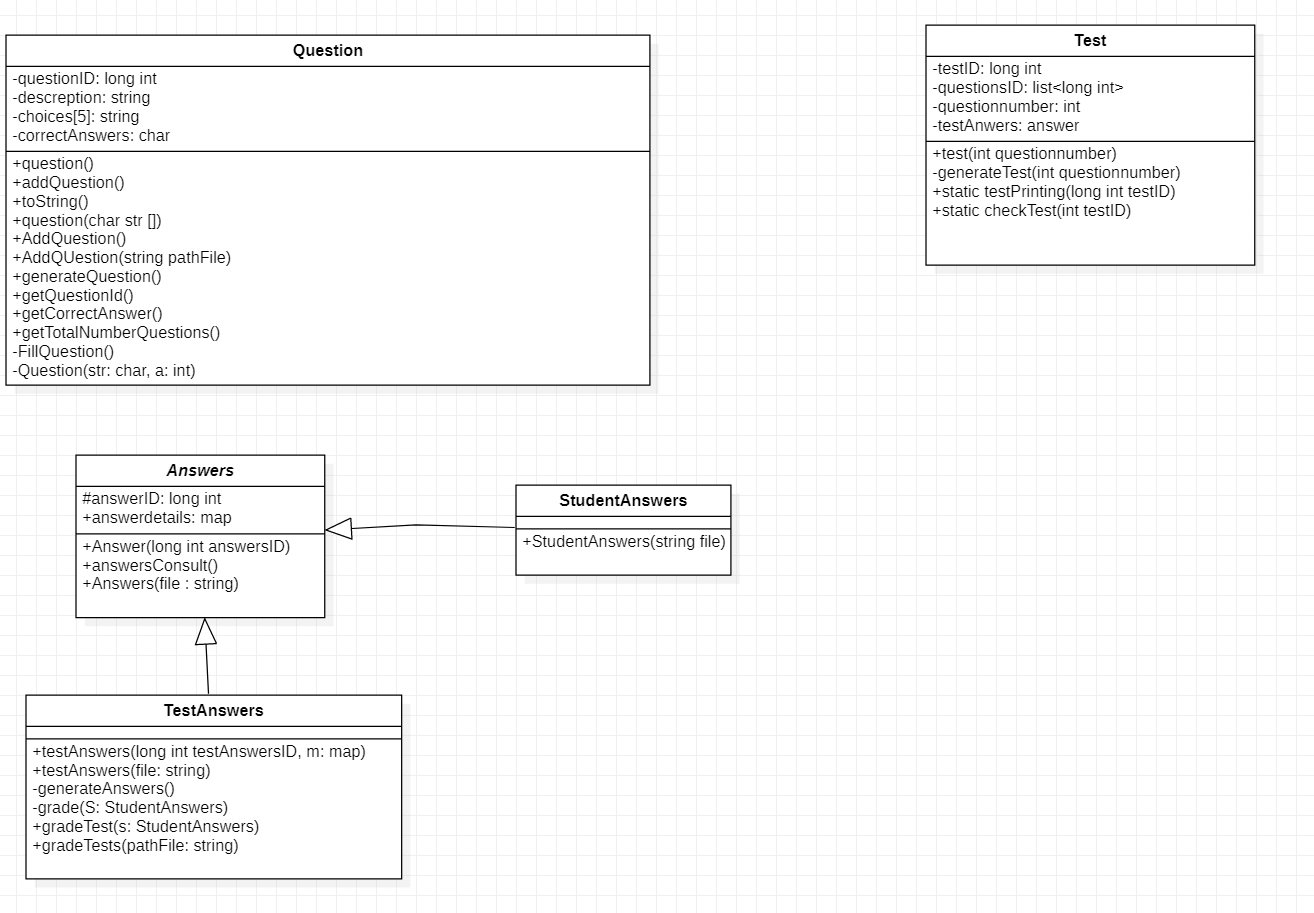 Question
-questionID: long int
-descreption: string
-choices[5]: string
-correctAnswers: char
+question()
+addQuestion()
+toString()
+question(char str [])
+AddQuestion()
+AddQUestion(string pathFile)
+generateQuestion()
+getQuestionId()
+getCorrectAnswer()
+getTotalNumberQuestions()
-FillQuestion()
-Question(str: char, a: int)
Test
-testID: long int
-questionsID: list<long int>
-questionnumber: int
-testAnwers: answer
+test(int questionnumber)
-generateTest(int questionnumber)
+static testPrinting(long int testID)
+static checkTest(int testID)
Answers
#answerID: long int
+answerdetails: map
+Answer(long int answersID)
+answersConsult()
+Answers(file : string)
StudentAnswers
+StudentAnswers(string file)
TestAnswers
+testAnswers(long int testAnswersID, m: map)
+testAnswers(file: string)
-generateAnswers()
-grade(S: StudentAnswers)
+gradeTest(s: StudentAnswers)
+gradeTests(pathFile: string)